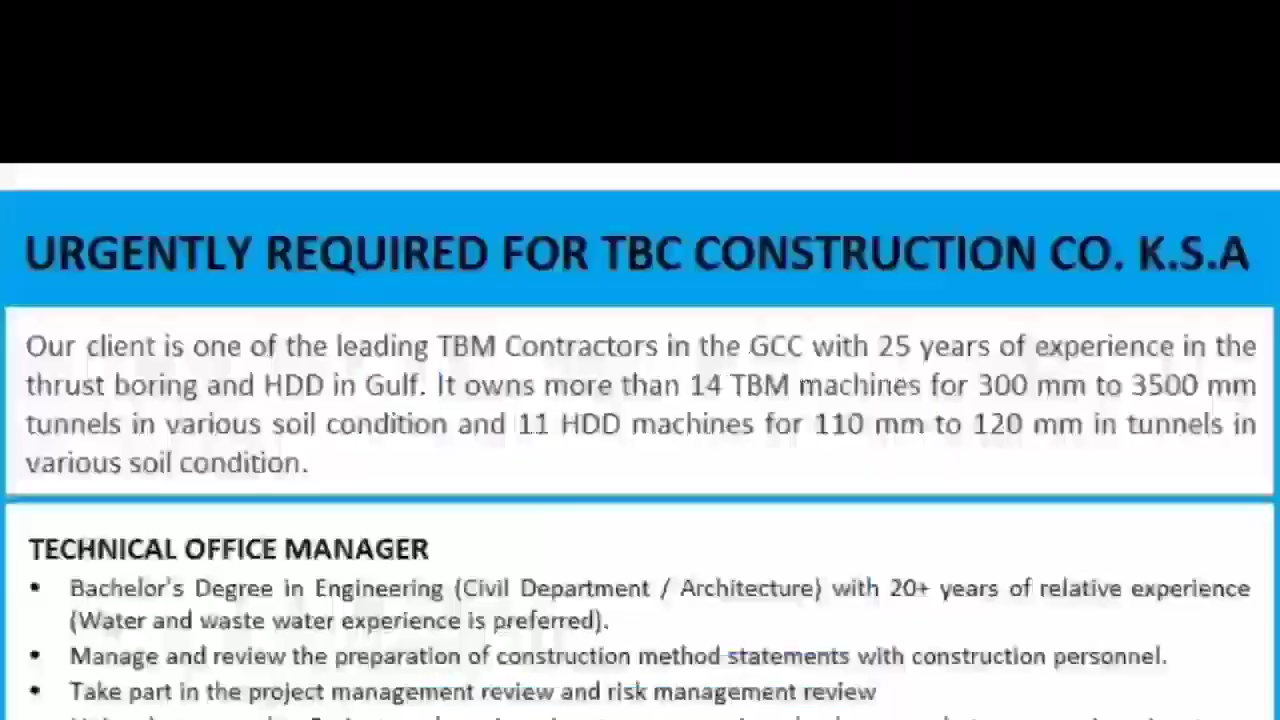 URGENTLY REQUIRED FOR TBC CONSTRUCTION CO. K.S.A
Our client is one of the leading TBM Contractors in the GCC with 25 years of experience in the
thrust boring and HDD in Gulf. It owns more than 14 TBM machines for 300 mm to 3500 mm
tunnels in various soil condition and 11 HDD machines for 110 mm to 120 mm in tunnels in
various soil condition.
TECHNICAL OFFICE MANAGER
• Bachelor's Degree in Engineering (Civil Department / Architecture) with 20+ years of relative experience
(Water and waste water experience is preferred).
• Manage and review the preparation of construction method statements with construction personnel.
• Take part in the project management review and risk management review